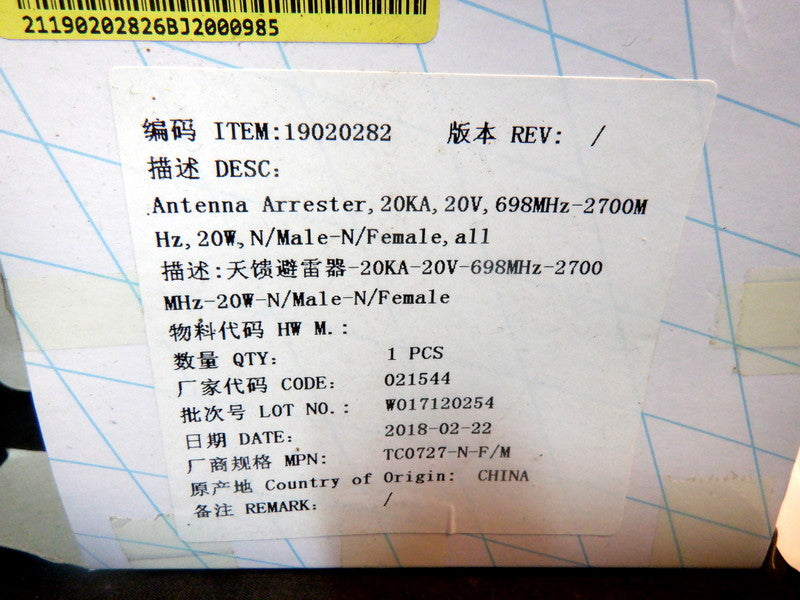 21190202826BJ2000985
编码 ITEM:19020282 版本 REV: /
描述 DESC:
Antenna Arrester,20KA,20V,698MHz-2700M
Hz,20W,N/Male-N/Female,all
描述:天馈避雷器-20KA-20V-698MHz-2700
MHz-20W-N/Male-N/Female
物料代码 HW M.:
数量 QTY: 1 PCS
厂家代码 CODE: 021544
批次号 LOT NO.: W017120254
日期 DATE: 2018-02-22
厂商规格 MPN: TC0727-N-F/M
原产地 Country of Origin: CHINA
备注 REMARK: /